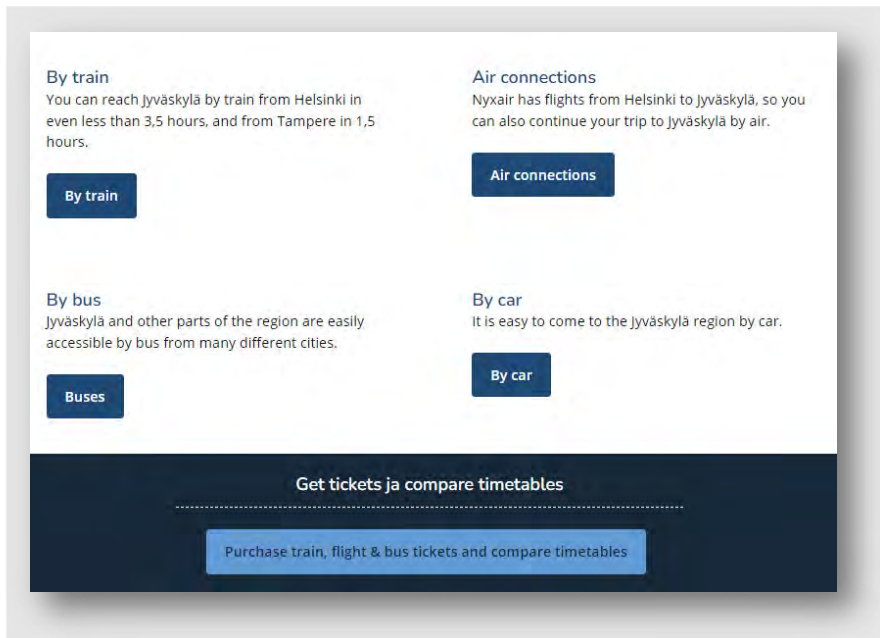 By train
You can reach Jyväskylä by train from Helsinki in
even less than 3,5 hours, and from Tampere in 1,5
hours.
By train
Air connections
Nyxair has flights from Helsinki to Jyväskylä, so you
can also continue your trip to Jyväskylä by air.
Air connections
By bus
Jyväskylä and other parts of the region are easily
accessible by bus from many different cities.
Buses
By car
It is easy to come to the Jyväskylä region by car.
By car
Get tickets ja compare timetables
Purchase train, flight & bus tickets and compare timetables